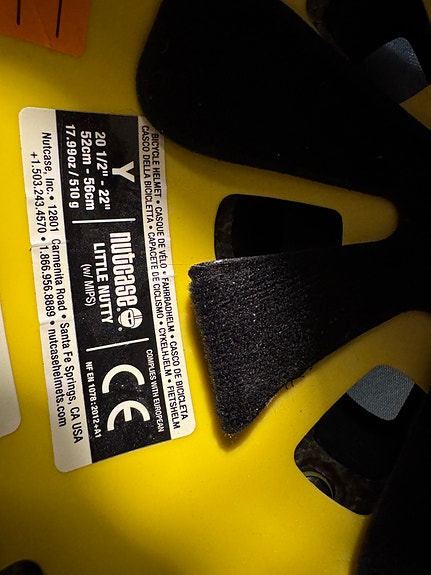 BICYCLE HELMET • CASQUE DE VÉLO • FAHRRADHELM • CASCO DE BICICLETA
CASCO DELLA BICICLETTA • CAPACETE DE CICLISMO • CYKELHJELM • FIETSHELM
Y
20 1/2" - 22"
52cm - 56cm
17.99oz / 510 g
nutcase
LITTLE NUTTY
(w/ MIPS)
CE
COMPLIES WITH EUROPEAN
NF EN 1078:2012+A1
Nutcase, Inc. • 12801 Carmenita Road • Santa Fe Springs, CA USA
+1.503.243.4570 • 1.866.956.8889 • nutcasehelmets.com